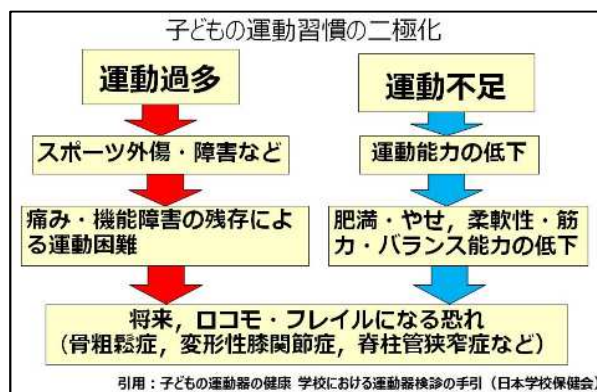 子どもの運動習慣の二極化
運動過多
運動不足
スポーツ外傷・障害など
運動能力の低下
痛み・機能障害の残存によ
る運動困難
肥満・やせ，柔軟性・筋
力・バランス能力の低下
将来，ロコモ・フレイルになる恐れ
（骨粗鬆症，変形性膝関節症，脊柱管狭窄症など）
引用：子どもの運動器の健康 学校における運動器検診の手引（日本学校保健会）